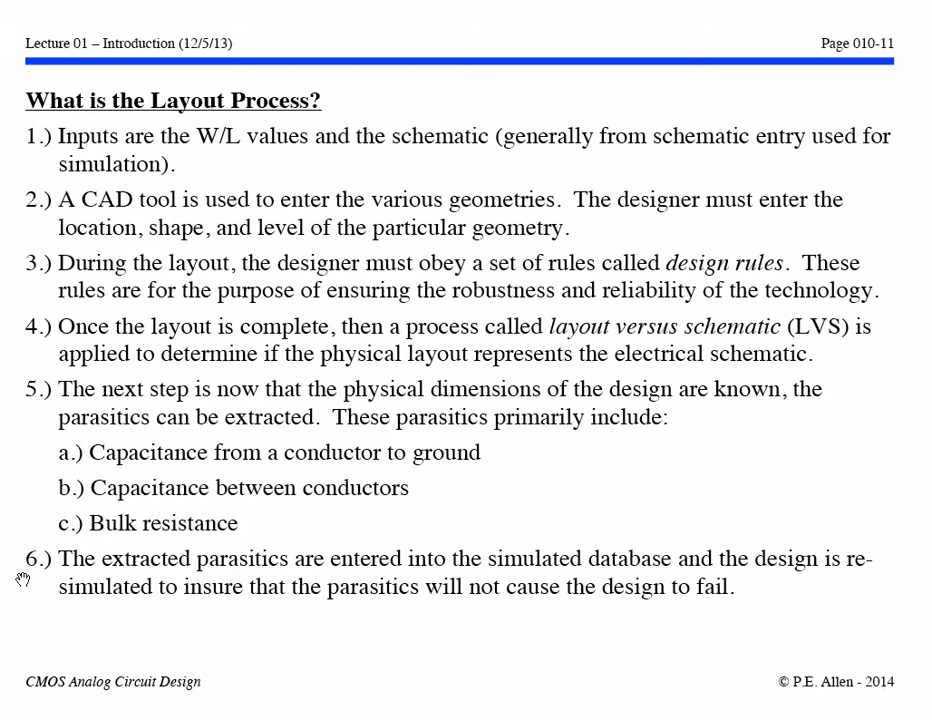 Lecture 01 – Introduction (12/5/13) Page 010-11
What is the Layout Process?
1.) Inputs are the W/L values and the schematic (generally from schematic entry used for
simulation).
2.) A CAD tool is used to enter the various geometries. The designer must enter the
location, shape, and level of the particular geometry.
3.) During the layout, the designer must obey a set of rules called design rules. These
rules are for the purpose of ensuring the robustness and reliability of the technology.
4.) Once the layout is complete, then a process called layout versus schematic (LVS) is
applied to determine if the physical layout represents the electrical schematic.
5.) The next step is now that the physical dimensions of the design are known, the
parasitics can be extracted. These parasitics primarily include:
a.) Capacitance from a conductor to ground
b.) Capacitance between conductors
c.) Bulk resistance
6.) The extracted parasitics are entered into the simulated database and the design is re-
simulated to insure that the parasitics will not cause the design to fail.
CMOS Analog Circuit Design © P.E. Allen - 2014